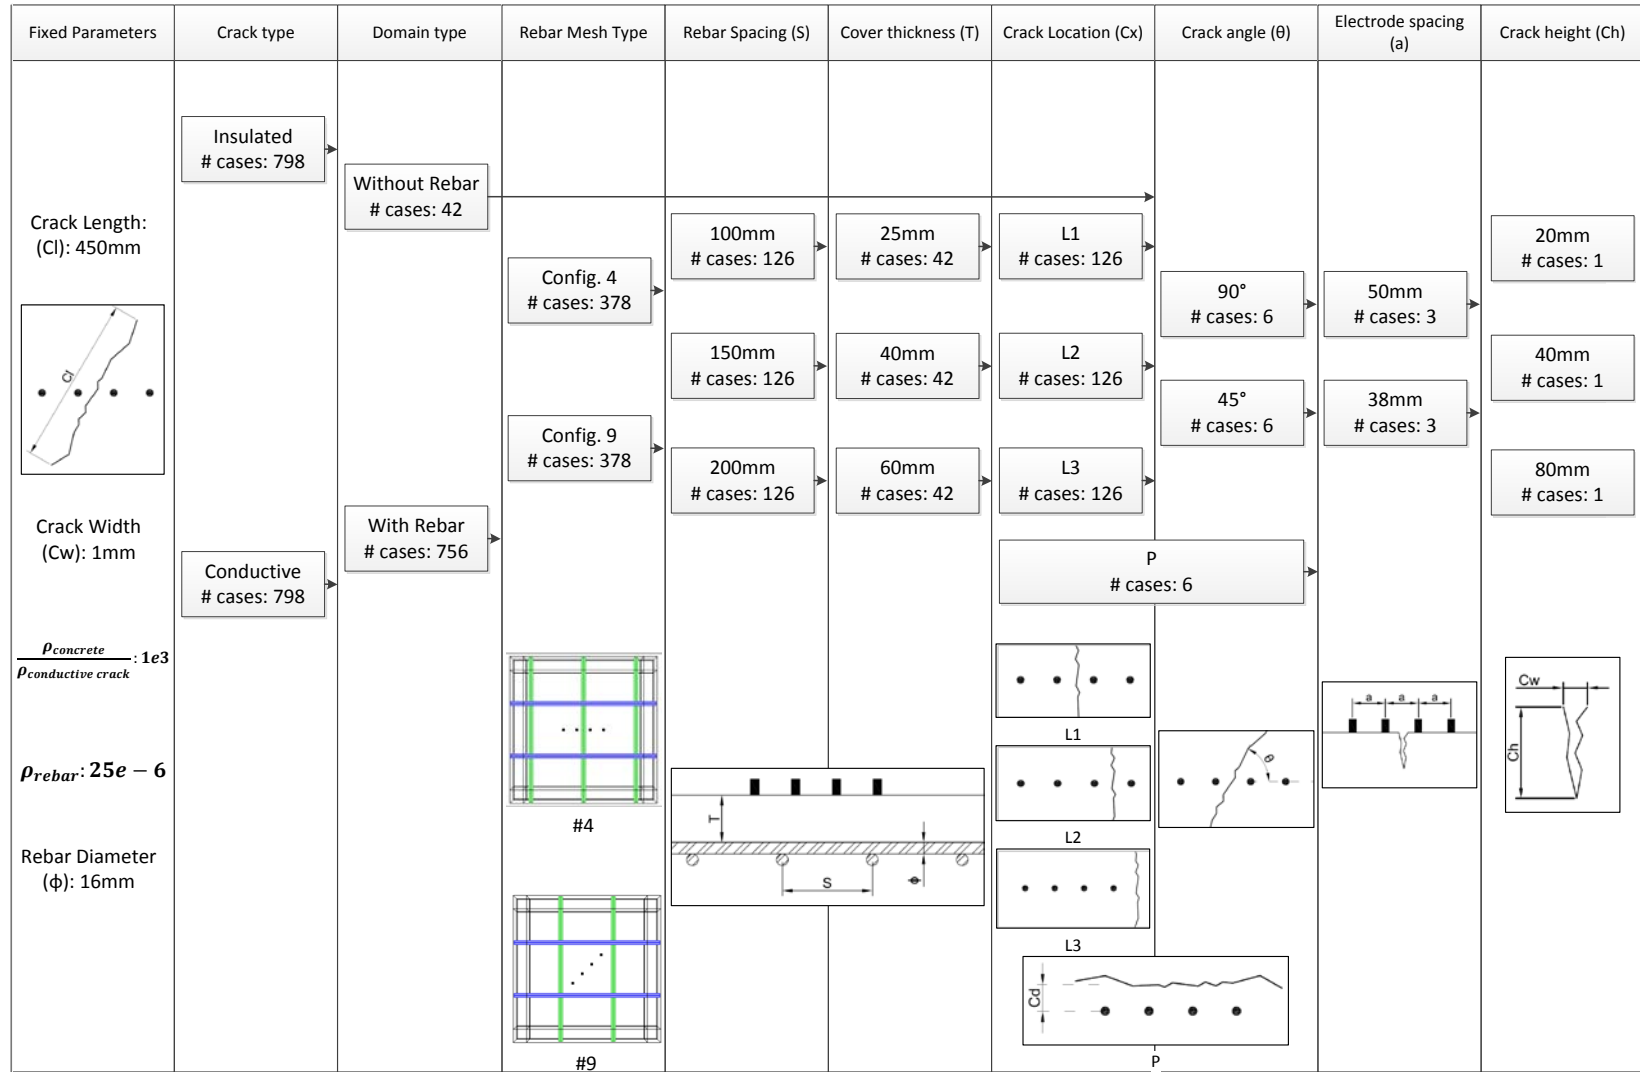 Fixed Parameters
Crack type
Domain type
Rebar Mesh Type
Rebar Spacing (S)
Cover thickness (T)
Crack Location (Cx)
Crack angle (θ)
Electrode spacing
(a)
Crack height (Ch)
Crack Length:
(Cl): 450mm
Cl
Crack Width
(Cw): 1mm
ρconcrete
ρconductive crack
: 1e3
ρrebar: 25e − 6
Rebar Diameter
(ф): 16mm
Insulated
# cases: 798
Conductive
# cases: 798
Without Rebar
# cases: 42
With Rebar
# cases: 756
Config. 4
# cases: 378
Config. 9
# cases: 378
#4
#9
100mm
# cases: 126
150mm
# cases: 126
200mm
# cases: 126
25mm
# cases: 42
40mm
# cases: 42
60mm
# cases: 42
T
S
ф
L1
# cases: 126
L2
# cases: 126
L3
# cases: 126
P
# cases: 6
L1
L2
L3
Cd
P
90°
# cases: 6
45°
# cases: 6
θ
50mm
# cases: 3
38mm
# cases: 3
a a a
20mm
# cases: 1
40mm
# cases: 1
80mm
# cases: 1
Cw
Ch